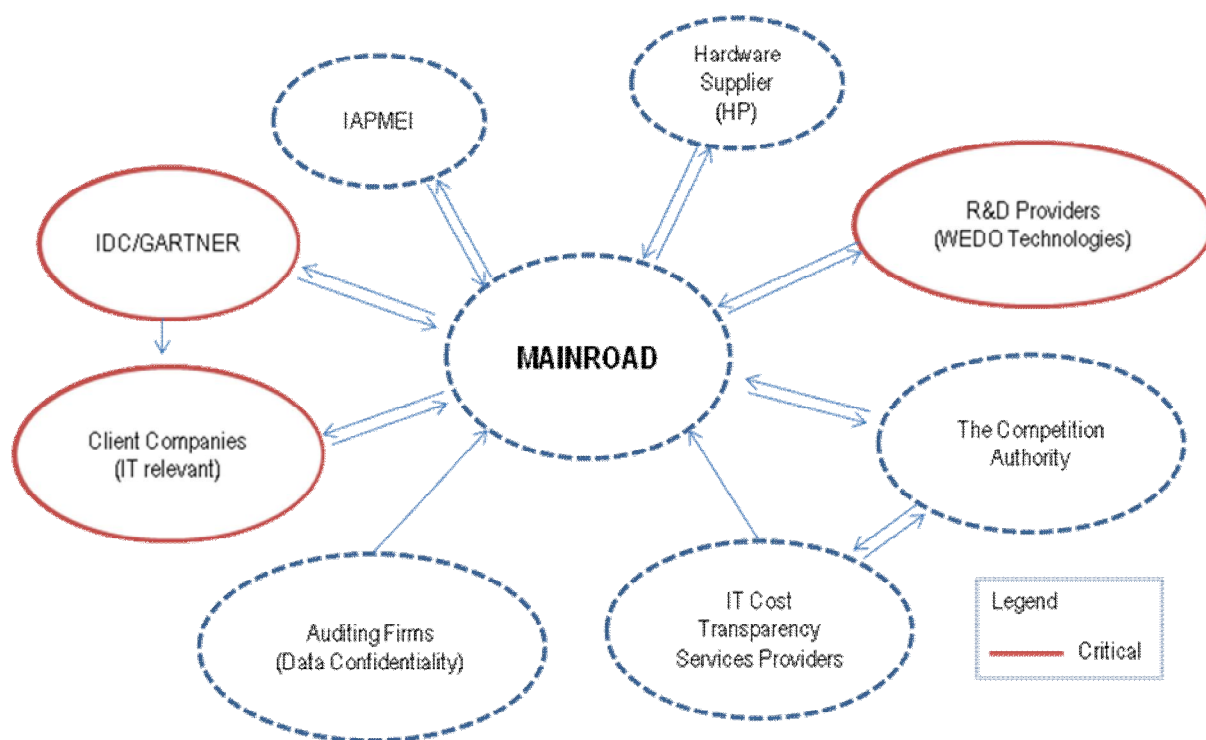 Hardware
Supplier
(HP)
IAPMEI
R&D Providers
(WEDO Technologies)
IDC/GARTNER
MAINROAD
Client Companies
(IT relevant)
The Competition
Authority
IT Cost
Transparency
Services Providers
Auditing Firms
(Data Confidentiality)
Legend
Critical